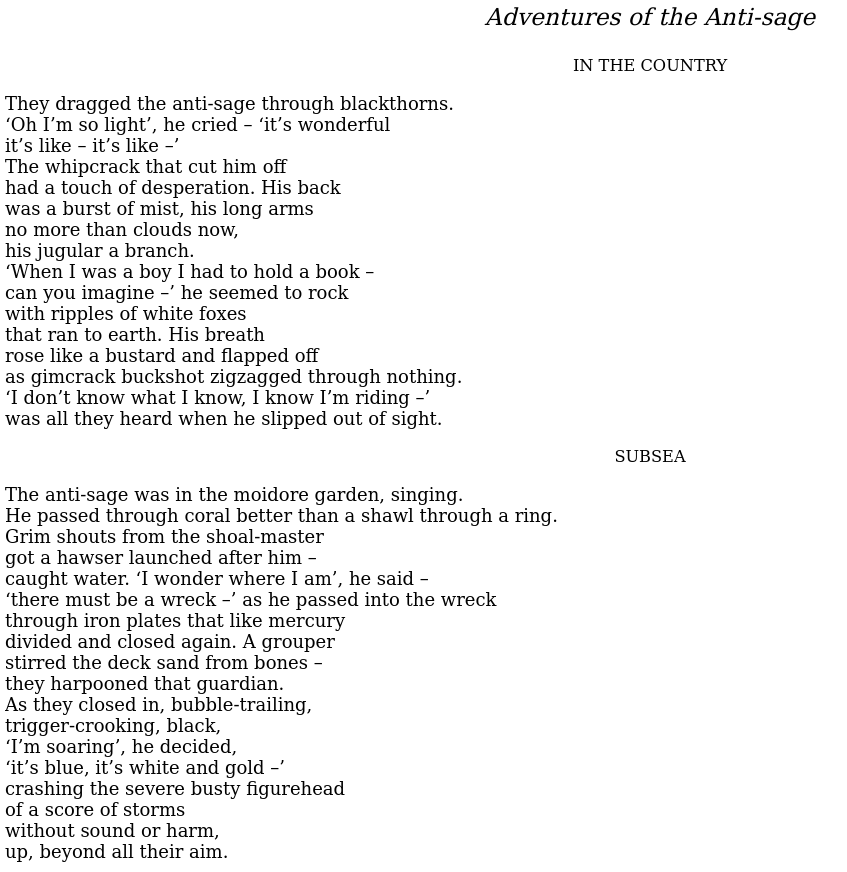 Adventures of the Anti-sage
IN THE COUNTRY
They dragged the anti-sage through blackthorns.
‘Oh I’m so light’, he cried – ‘it’s wonderful
it’s like – it’s like –’
The whipcrack that cut him off
had a touch of desperation. His back
was a burst of mist, his long arms
no more than clouds now,
his jugular a branch.
‘When I was a boy I had to hold a book –
can you imagine –’ he seemed to rock
with ripples of white foxes
that ran to earth. His breath
rose like a bustard and flapped off
as gimcrack buckshot zigzagged through nothing.
‘I don’t know what I know, I know I’m riding –’
was all they heard when he slipped out of sight.
SUBSEA
The anti-sage was in the moidore garden, singing.
He passed through coral better than a shawl through a ring.
Grim shouts from the shoal-master
got a hawser launched after him –
caught water. ‘I wonder where I am’, he said –
‘there must be a wreck –’ as he passed into the wreck
through iron plates that like mercury
divided and closed again. A grouper
stirred the deck sand from bones –
they harpooned that guardian.
As they closed in, bubble-trailing,
trigger-crooking, black,
‘I’m soaring’, he decided,
‘it’s blue, it’s white and gold –’
crashing the severe busty figurehead
of a score of storms
without sound or harm,
up, beyond all their aim.